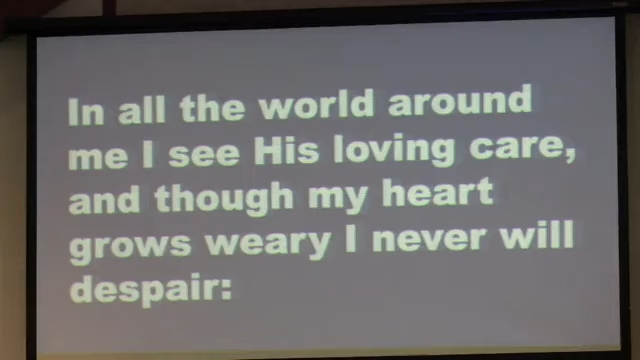 In all the world around
me I see His loving care,
and though my heart
grows weary I never will
despair: